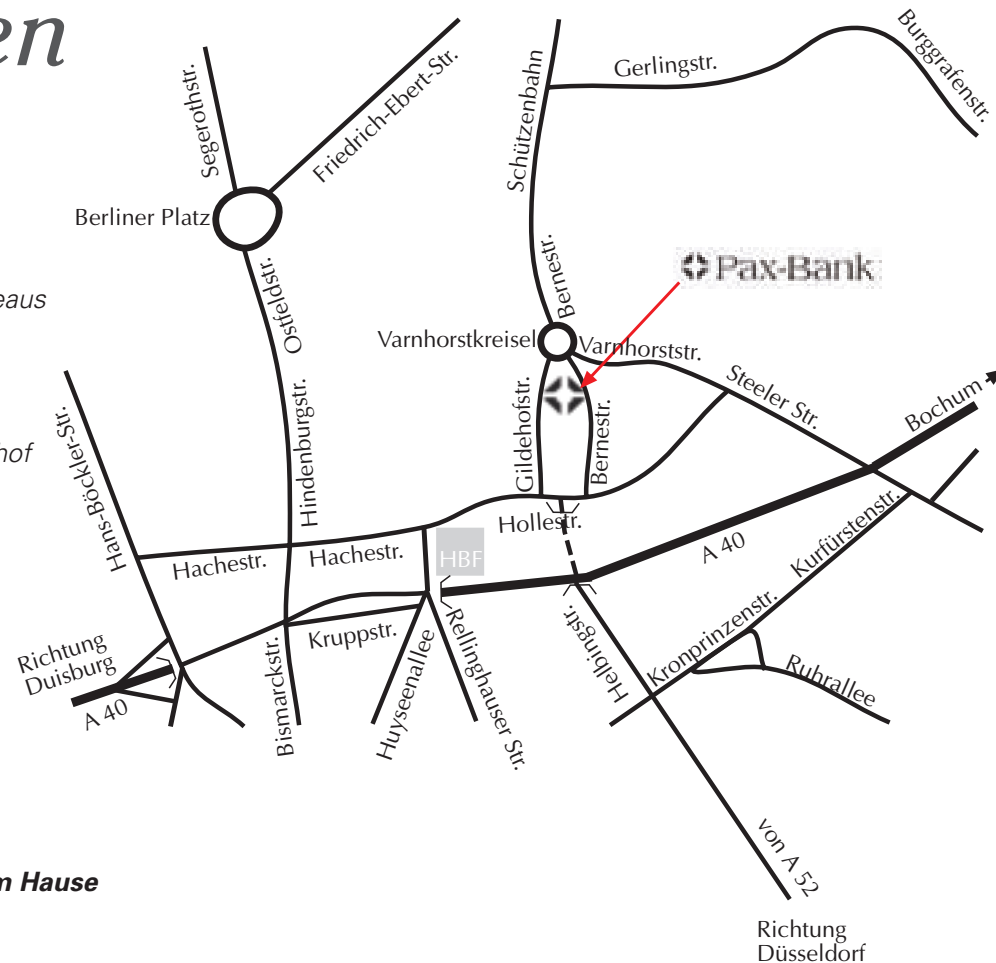 en
Segerothstr.
Friedrich-Ebert-Str.
Schützenbahn
Gerlingstr.
Burggrafenstr.
Berliner Platz
Ostfeldstr.
Bernestr.
Pax-Bank
eaus
Varnhorstkreisel
Varnhorststr.
Steeler Str.
Bochum
hof
Hans-Böckler-Str.
Hindenburgstr.
Gildehofstr.
Bernestr.
Hollestr.
Hachestr.
Hachestr.
HBF
A 40
Kurfürstenstr.
Richtung
Duisburg
A 40
Kruppstr.
Bismarckstr.
Huyseenallee
Rellinghauser Str.
Helbingstr.
Kronprinzenstr.
Ruhrallee
m Hause
von A 52
Richtung
Düsseldorf